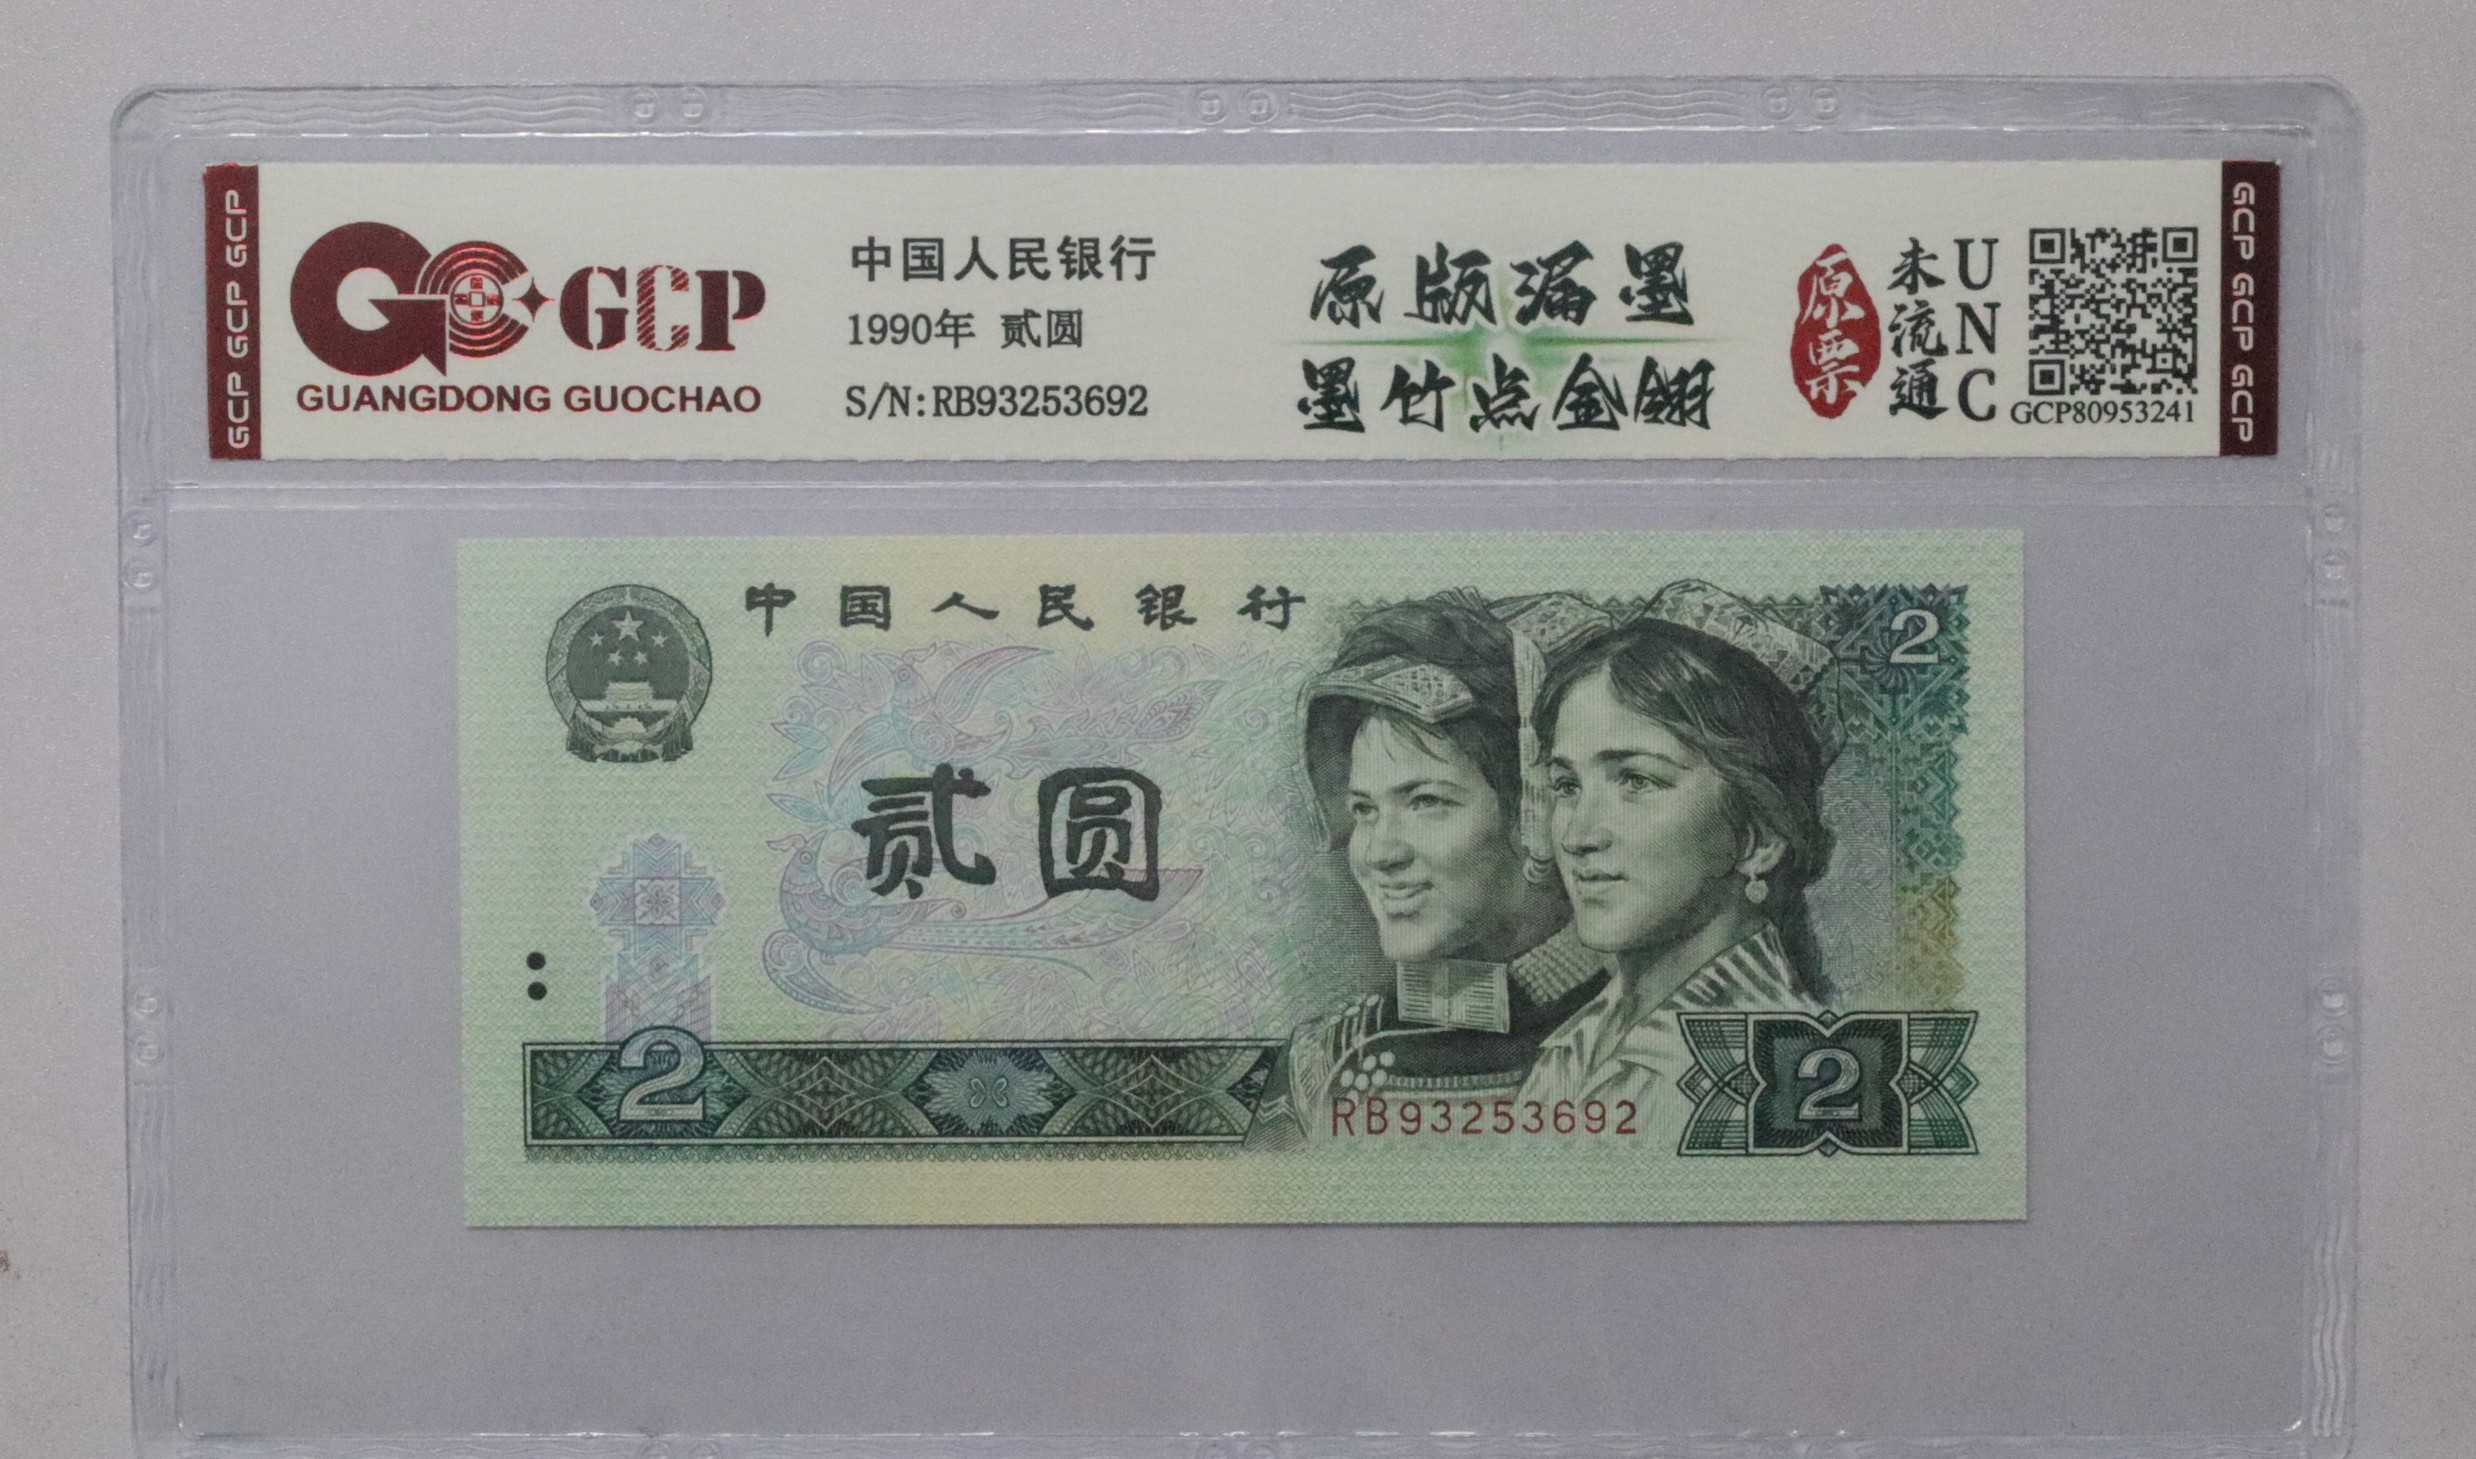 GCP GCP GCP
GCP
GUANGDONG GUOCHAO
中国人民银行
1990年 贰圆
S/N:RB93253692
原版漏墨
墨竹点金翅
原票
未流通
UNC
GCP80953241
GCP GCP GCP
中国人民银行
2
贰圆
2
RB93253692
2